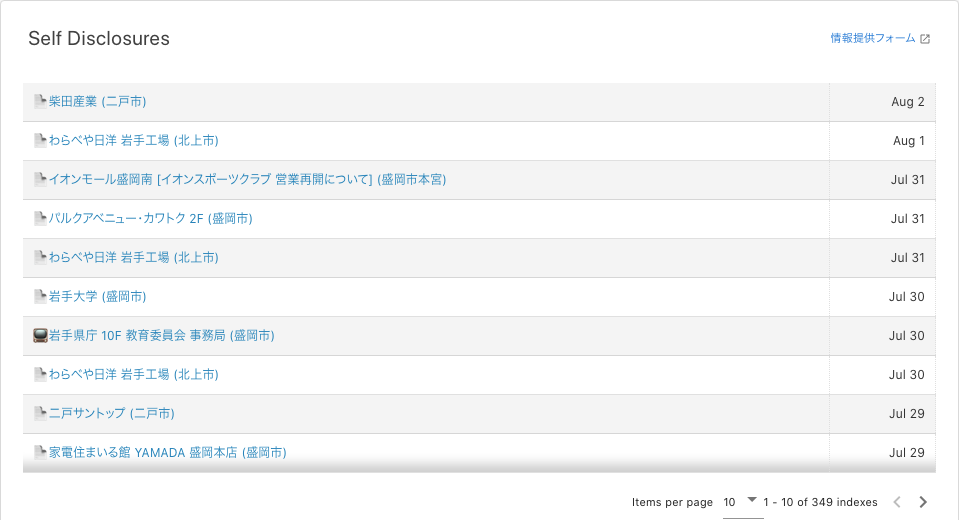 Self Disclosures
情報提供フォーム
柴田産業 (二戸市) Aug 2
わらべや日洋 岩手工場 (北上市) Aug 1
イオンモール盛岡南 [イオンスポーツクラブ 営業再開について] (盛岡市本宮) Jul 31
パルクアベニュー・カワトク 2F (盛岡市) Jul 31
わらべや日洋 岩手工場 (北上市) Jul 31
岩手大学 (盛岡市) Jul 30
岩手県庁 10F 教育委員会 事務局 (盛岡市) Jul 30
わらべや日洋 岩手工場 (北上市) Jul 30
二戸サントップ (二戸市) Jul 29
家電住まいる館 YAMADA 盛岡本店 (盛岡市) Jul 29
Items per page 10 1 - 10 of 349 indexes